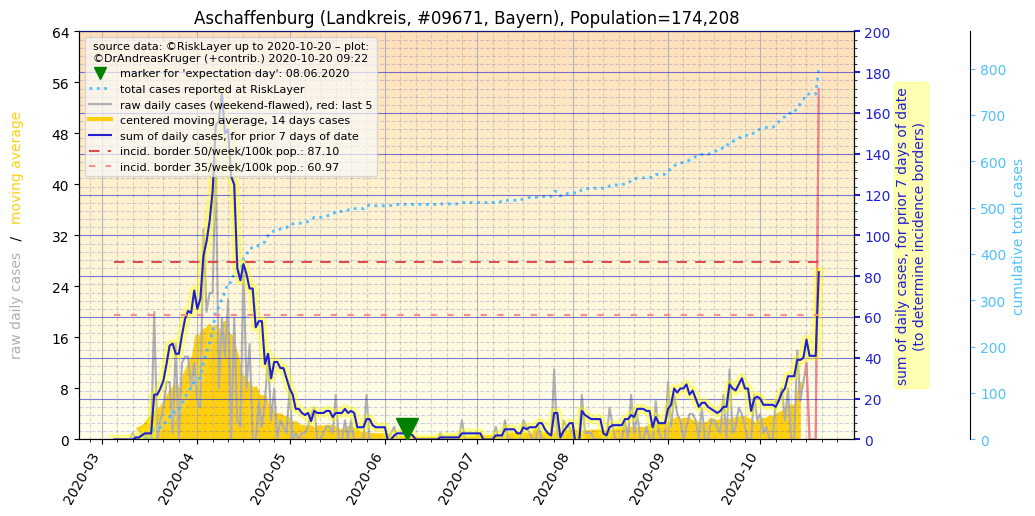 Aschaffenburg (Landkreis, #09671, Bayern), Population=174,208
source data: ©RiskLayer up to 2020-10-20 – plot:
©DrAndreasKruger (+contrib.) 2020-10-20 09:22
marker for 'expectation day': 08.06.2020
total cases reported at RiskLayer
raw daily cases (weekend-flawed), red: last 5
centered moving average, 14 days cases
sum of daily cases, for prior 7 days of date
incid. border 50/week/100k pop.: 87.10
incid. border 35/week/100k pop.: 60.97
raw daily cases / moving average
64
56
48
40
32
24
16
8
0
200
180
160
140
120
100
80
60
40
20
0
sum of daily cases, for prior 7 days of date
(to determine incidence borders)
800
700
600
500
400
300
200
100
0
cumulative total cases
2020-03
2020-04
2020-05
2020-06
2020-07
2020-08
2020-09
2020-10